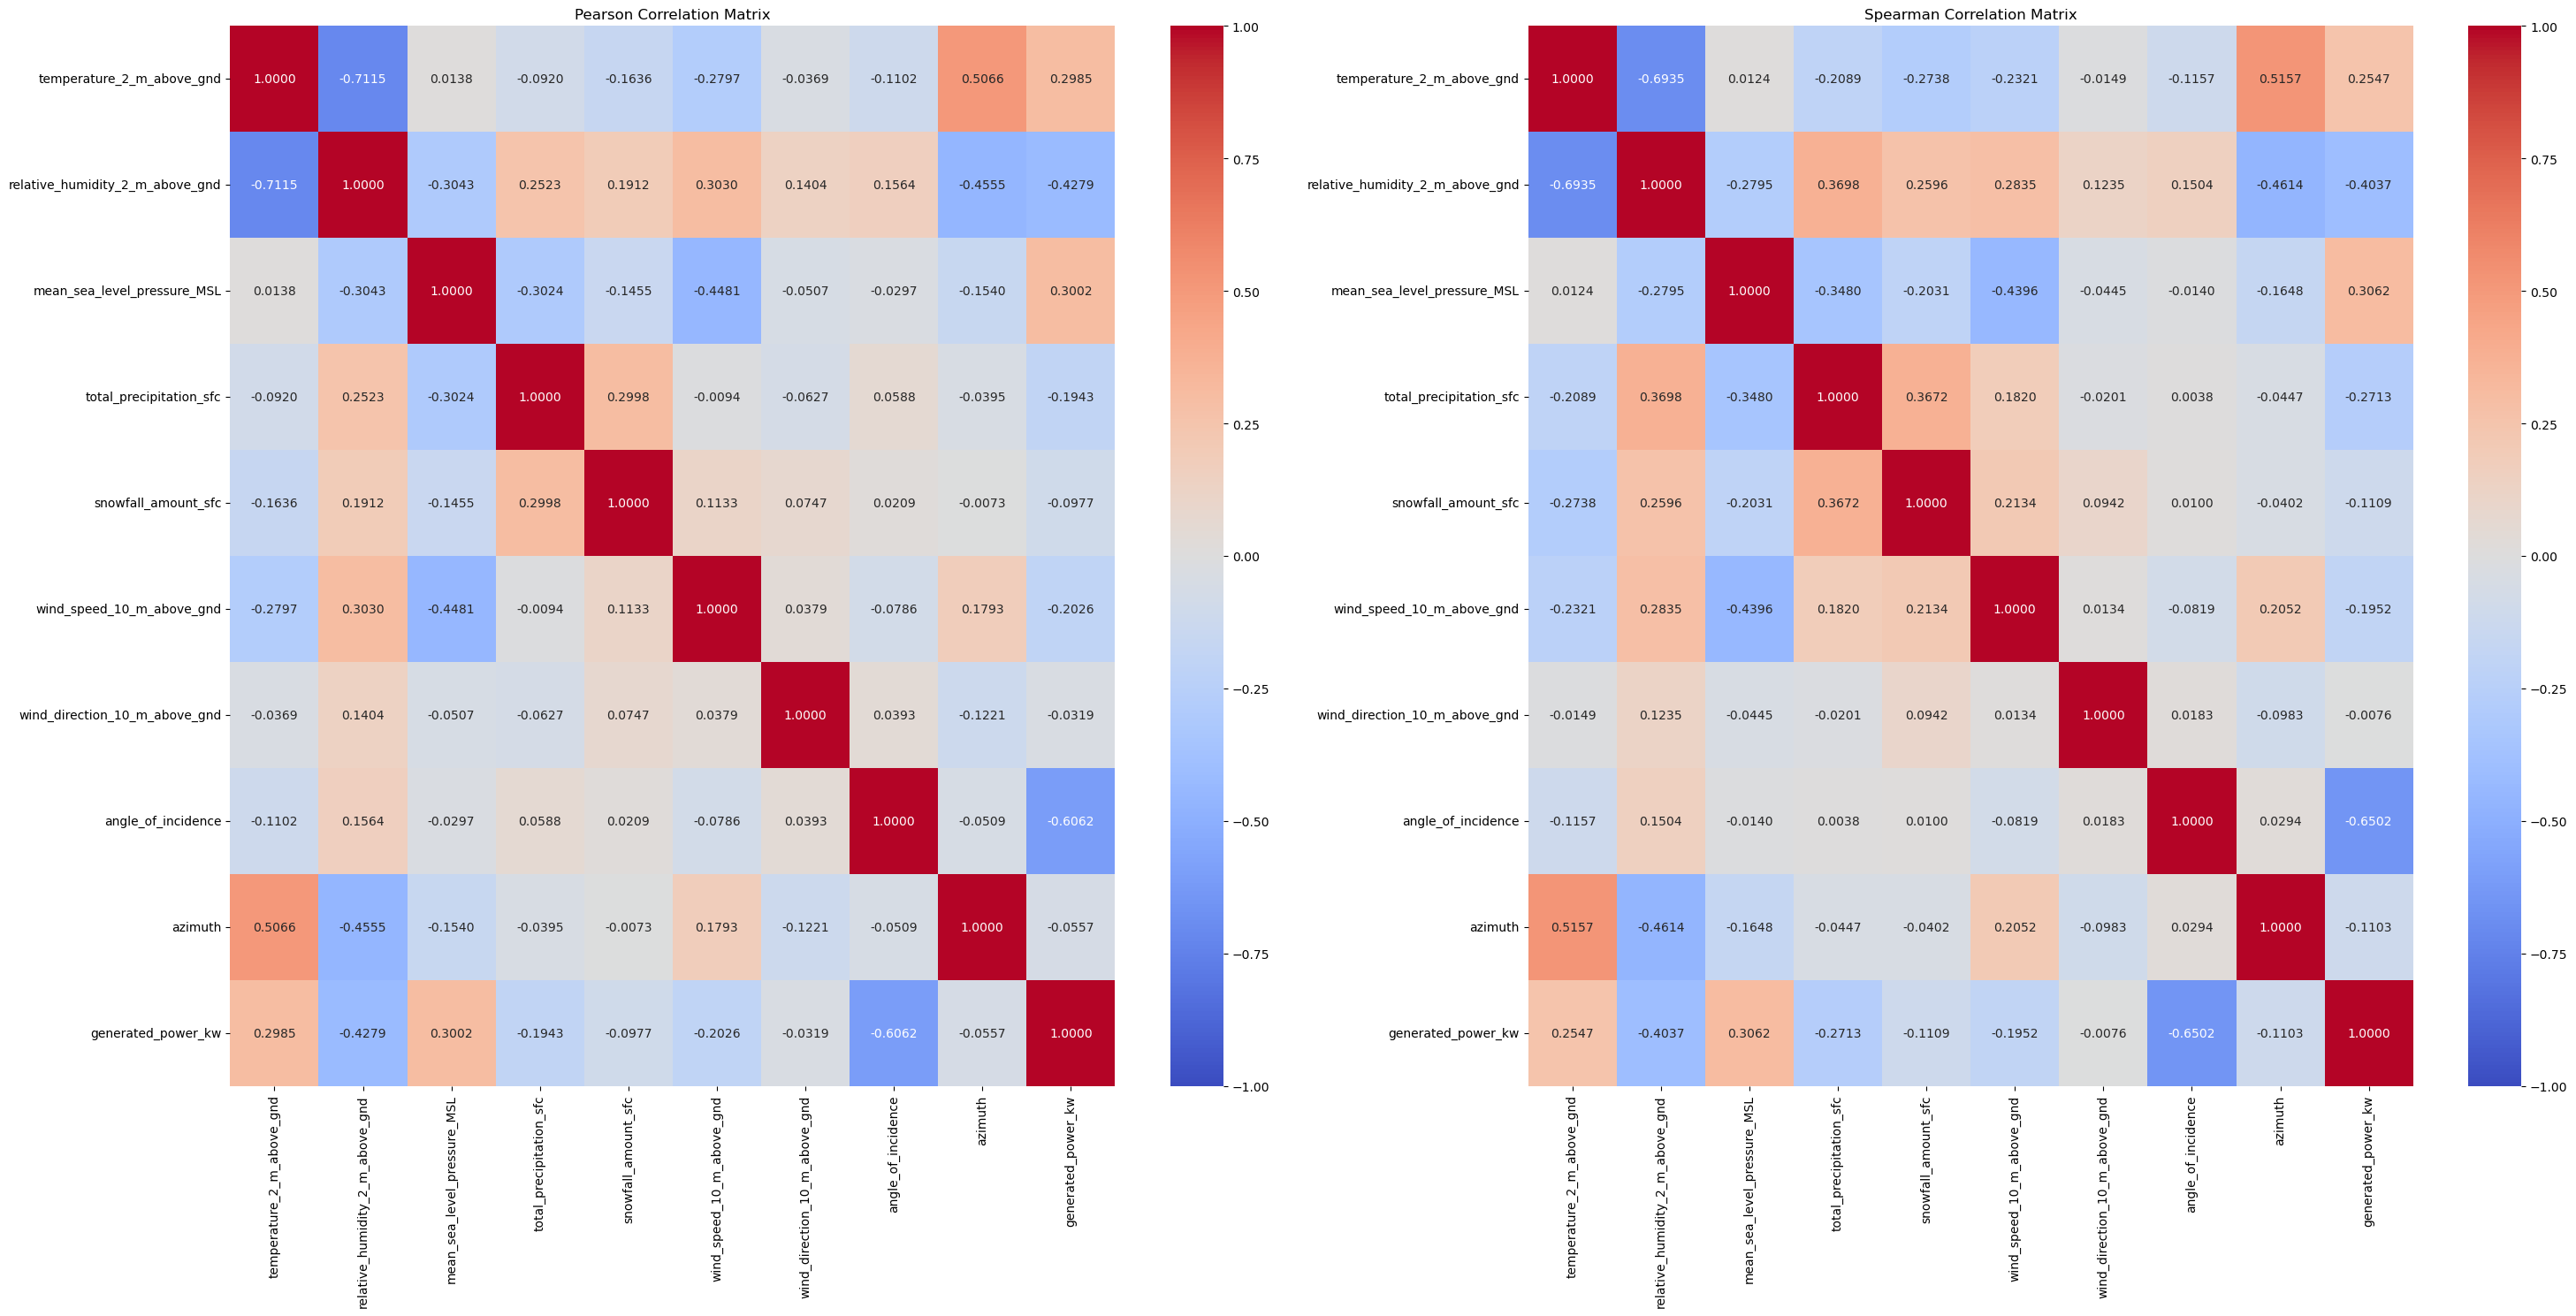 Pearson Correlation Matrix
temperature_2_m_above_gnd 1.0000 -0.7115 0.0138 -0.0920 -0.1636 -0.2797 -0.0369 -0.1102 0.5066 0.2985
relative_humidity_2_m_above_gnd -0.7115 1.0000 -0.3043 0.2523 0.1912 0.3030 0.1404 0.1564 -0.4555 -0.4279
mean_sea_level_pressure_MSL 0.0138 -0.3043 1.0000 -0.3024 -0.1455 -0.4481 -0.0507 -0.0297 -0.1540 0.3002
total_precipitation_sfc -0.0920 0.2523 -0.3024 1.0000 0.2998 -0.0094 -0.0627 0.0588 -0.0395 -0.1943
snowfall_amount_sfc -0.1636 0.1912 -0.1455 0.2998 1.0000 0.1133 0.0747 0.0209 -0.0073 -0.0977
wind_speed_10_m_above_gnd -0.2797 0.3030 -0.4481 -0.0094 0.1133 1.0000 0.0379 -0.0786 0.1793 -0.2026
wind_direction_10_m_above_gnd -0.0369 0.1404 -0.0507 -0.0627 0.0747 0.0379 1.0000 0.0393 -0.1221 -0.0319
angle_of_incidence -0.1102 0.1564 -0.0297 0.0588 0.0209 -0.0786 0.0393 1.0000 -0.0509 -0.6062
azimuth 0.5066 -0.4555 -0.1540 -0.0395 -0.0073 0.1793 -0.1221 -0.0509 1.0000 -0.0557
generated_power_kw 0.2985 -0.4279 0.3002 -0.1943 -0.0977 -0.2026 -0.0319 -0.6062 -0.0557 1.0000
temperature_2_m_above_gnd
relative_humidity_2_m_above_gnd
mean_sea_level_pressure_MSL
total_precipitation_sfc
snowfall_amount_sfc
wind_speed_10_m_above_gnd
wind_direction_10_m_above_gnd
angle_of_incidence
azimuth
generated_power_kw
1.00
0.75
0.50
0.25
0.00
−0.25
−0.50
−0.75
−1.00
Spearman Correlation Matrix
temperature_2_m_above_gnd 1.0000 -0.6935 0.0124 -0.2089 -0.2738 -0.2321 -0.0149 -0.1157 0.5157 0.2547
relative_humidity_2_m_above_gnd -0.6935 1.0000 -0.2795 0.3698 0.2596 0.2835 0.1235 0.1504 -0.4614 -0.4037
mean_sea_level_pressure_MSL 0.0124 -0.2795 1.0000 -0.3480 -0.2031 -0.4396 -0.0445 -0.0140 -0.1648 0.3062
total_precipitation_sfc -0.2089 0.3698 -0.3480 1.0000 0.3672 0.1820 -0.0201 0.0038 -0.0447 -0.2713
snowfall_amount_sfc -0.2738 0.2596 -0.2031 0.3672 1.0000 0.2134 0.0942 0.0100 -0.0402 -0.1109
wind_speed_10_m_above_gnd -0.2321 0.2835 -0.4396 0.1820 0.2134 1.0000 0.0134 -0.0819 0.2052 -0.1952
wind_direction_10_m_above_gnd -0.0149 0.1235 -0.0445 -0.0201 0.0942 0.0134 1.0000 0.0183 -0.0983 -0.0076
angle_of_incidence -0.1157 0.1504 -0.0140 0.0038 0.0100 -0.0819 0.0183 1.0000 0.0294 -0.6502
azimuth 0.5157 -0.4614 -0.1648 -0.0447 -0.0402 0.2052 -0.0983 0.0294 1.0000 -0.1103
generated_power_kw 0.2547 -0.4037 0.3062 -0.2713 -0.1109 -0.1952 -0.0076 -0.6502 -0.1103 1.0000
temperature_2_m_above_gnd
relative_humidity_2_m_above_gnd
mean_sea_level_pressure_MSL
total_precipitation_sfc
snowfall_amount_sfc
wind_speed_10_m_above_gnd
wind_direction_10_m_above_gnd
angle_of_incidence
azimuth
generated_power_kw
1.00
0.75
0.50
0.25
0.00
−0.25
−0.50
−0.75
−1.00